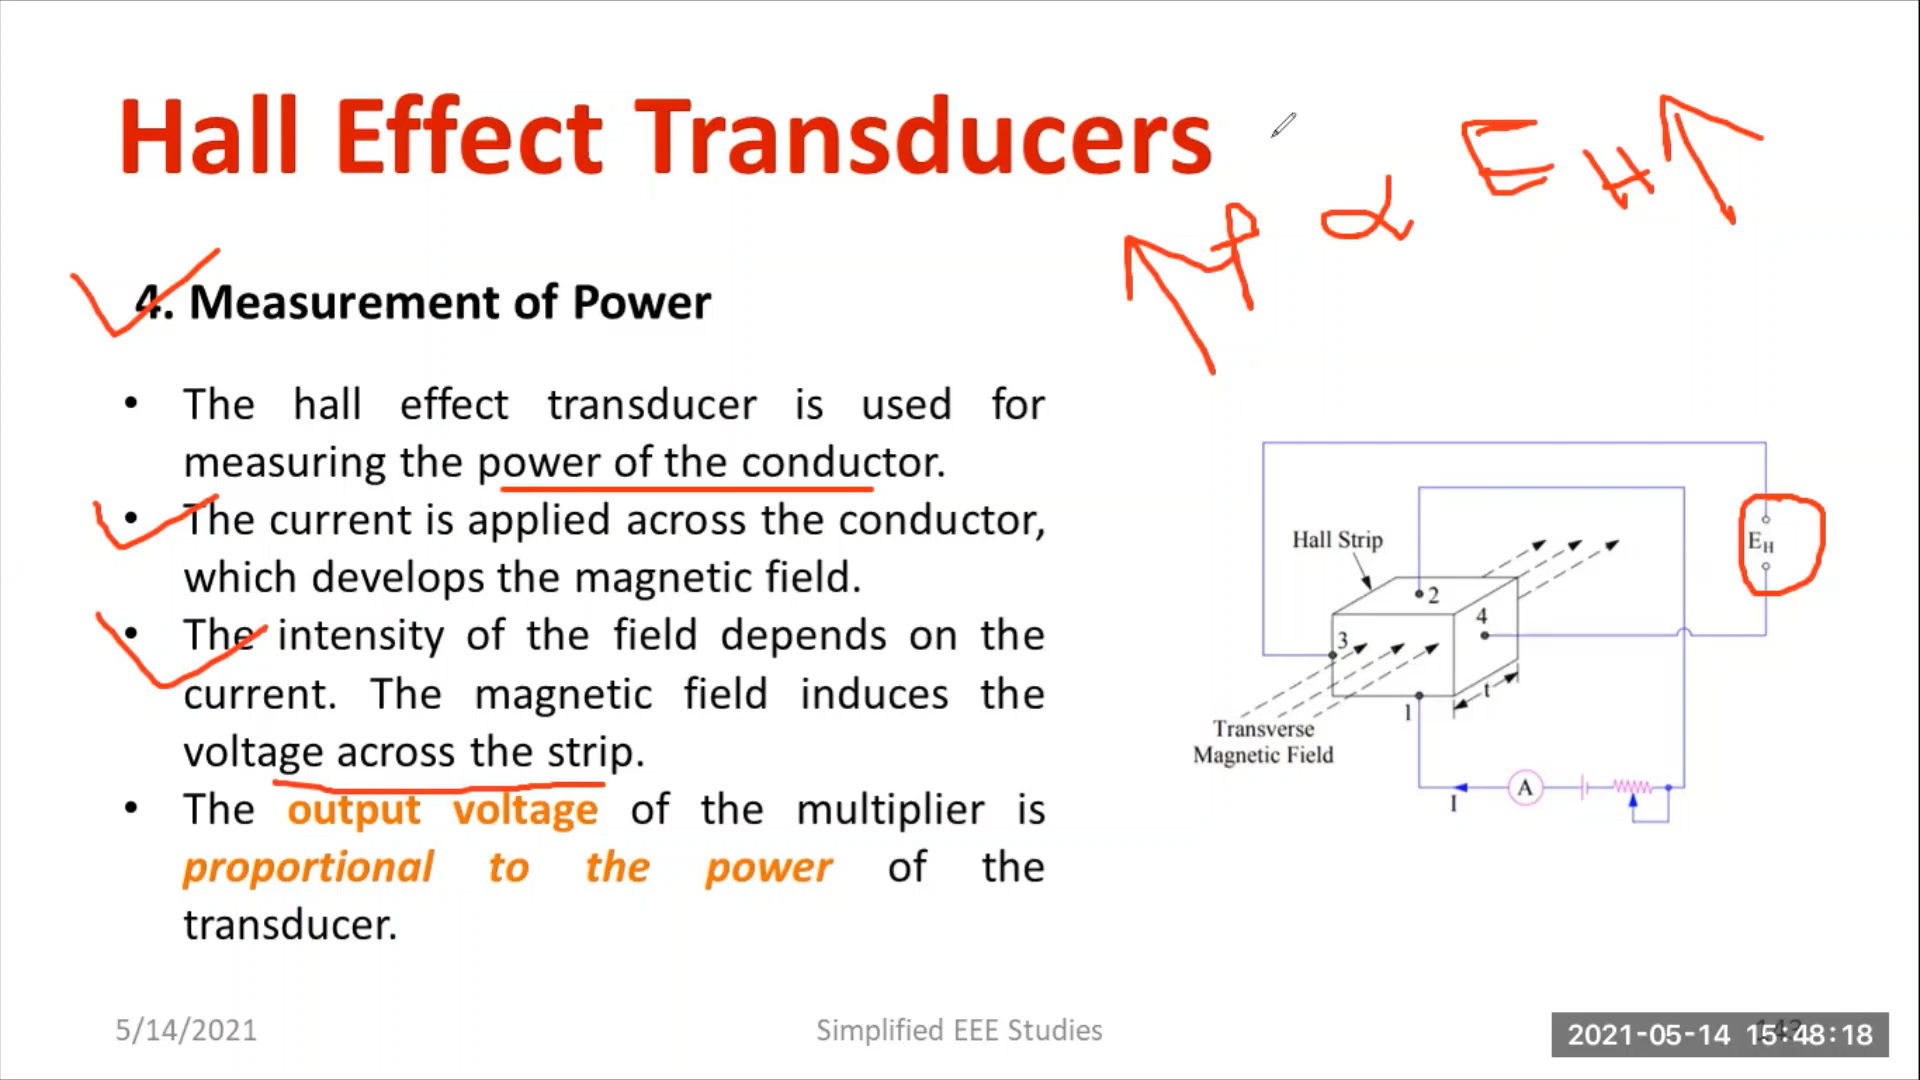 Hall Effect Transducers
↑P α EH↑
4. Measurement of Power
• The hall effect transducer is used for
measuring the power of the conductor.
• The current is applied across the conductor,
which develops the magnetic field.
• The intensity of the field depends on the
current. The magnetic field induces the
voltage across the strip.
• The output voltage of the multiplier is
proportional to the power of the
transducer.
Hall Strip
EH
2
4
3
t
1
Transverse
Magnetic Field
A
I
5/14/2021
Simplified EEE Studies
2021-05-14 15:48:18